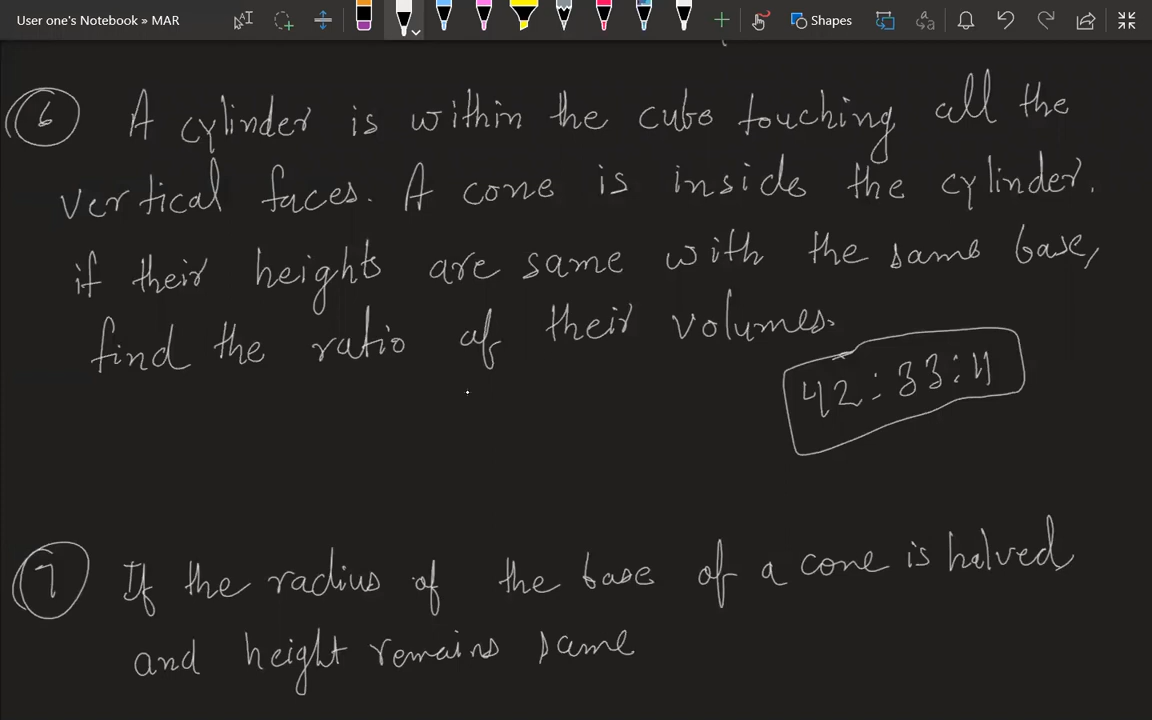 User one's Notebook » MAR
Shapes
6 A cylinder is within the cube touching all the
vertical faces. A cone is inside the cylinder.
if their heights are same with the same base,
find the ratio of their volumes.
42:33:11
7 If the radius of the base of a cone is halved
and height remains same